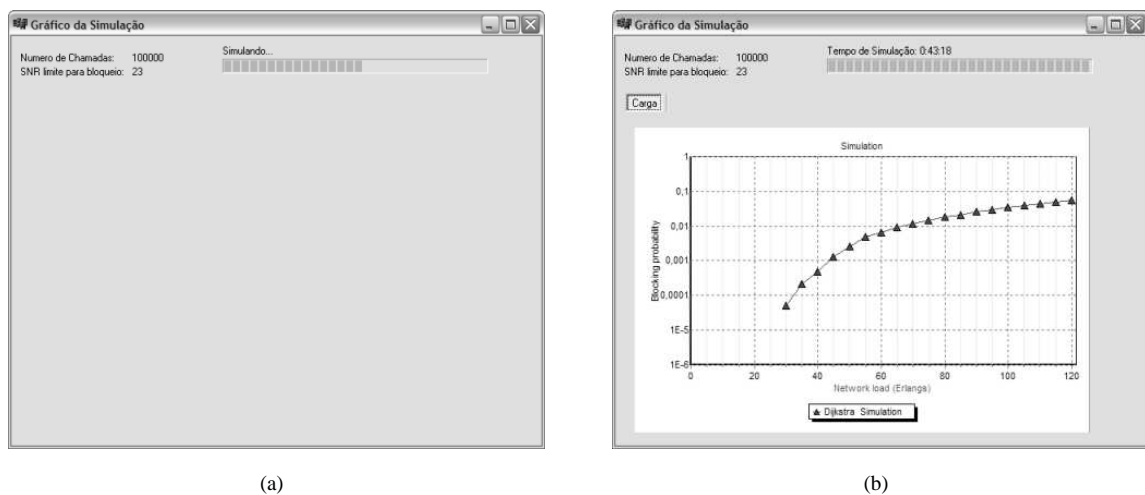 Gráfico da Simulação
Numero de Chamadas: 100000
SNR limite para bloqueio: 23
Simulando...
(a)
Gráfico da Simulação
Numero de Chamadas: 100000
SNR limite para bloqueio: 23
Tempo de Simulação: 0:43:18
Carga
Simulation
Blocking probability
1
0,1
0,01
0,001
0,0001
1E-5
1E-6
0 20 40 60 80 100 120
Network load (Erlangs)
Dijkstra Simulation
(b)